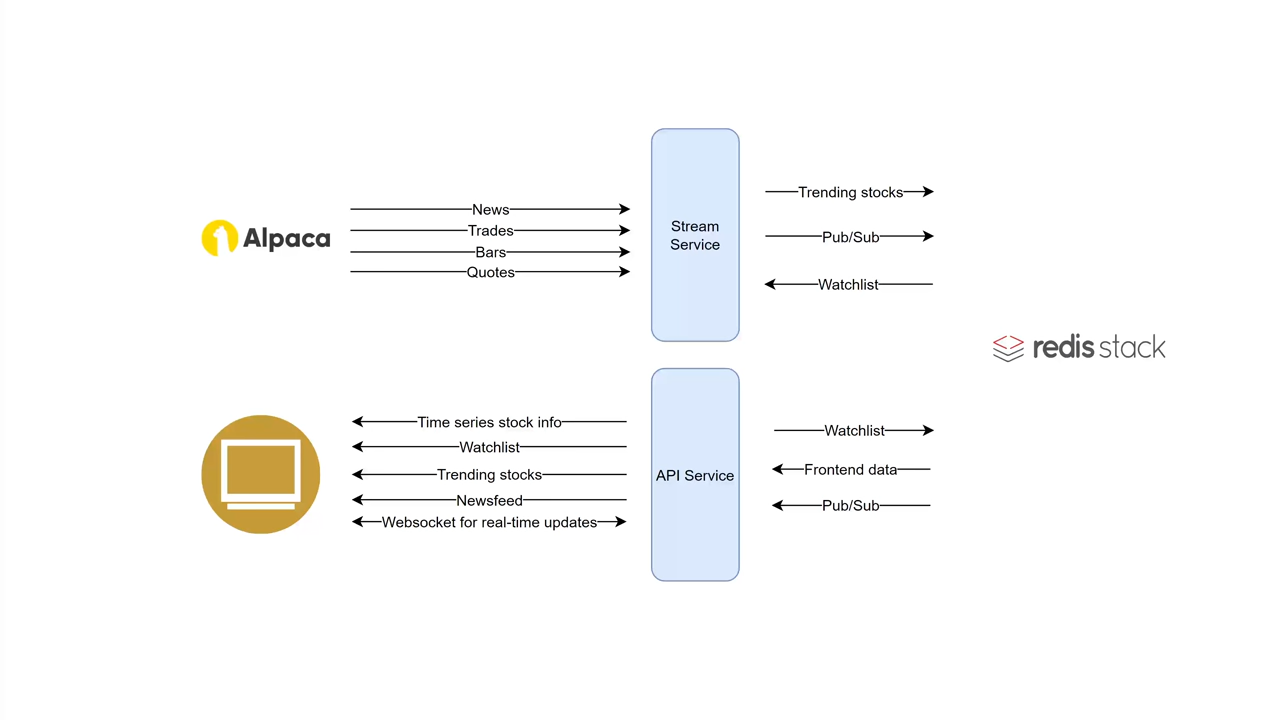 News
Trades
Bars
Quotes
Alpaca
Stream
Service
Trending stocks
Pub/Sub
Watchlist
redis stack
Time series stock info
Watchlist
Trending stocks
Newsfeed
Websocket for real-time updates
API Service
Watchlist
Frontend data
Pub/Sub